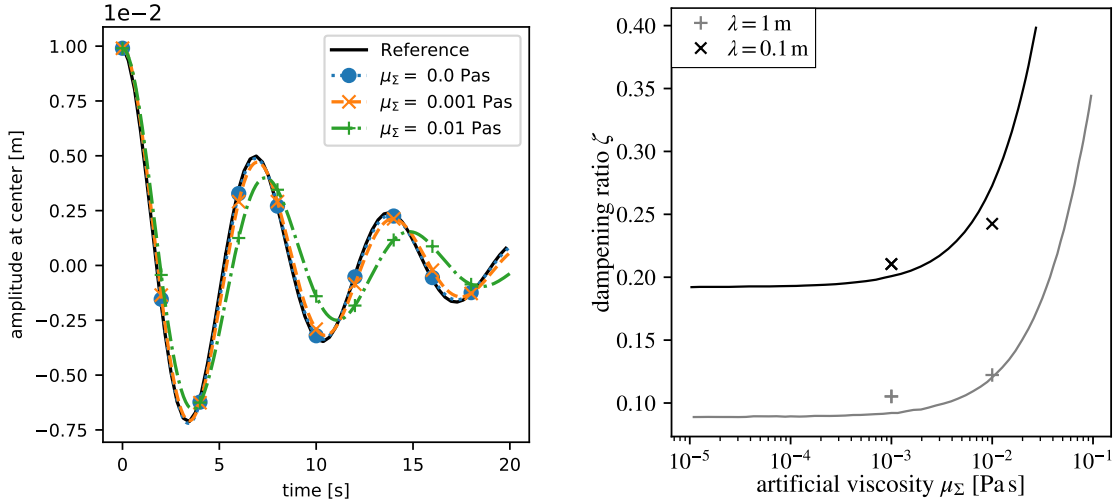 1e−2
amplitude at center [m]
1.00
0.75
0.50
0.25
0.00
−0.25
−0.50
−0.75
0
5
10
15
20
time [s]
Reference
μΣ = 0.0 Pas
μΣ = 0.001 Pas
μΣ = 0.01 Pas
dampening ratio ζ
0.40
0.35
0.30
0.25
0.20
0.15
0.10
10⁻⁵
10⁻⁴
10⁻³
10⁻²
10⁻¹
artificial viscosity μΣ [Pa s]
λ = 1 m
λ = 0.1 m